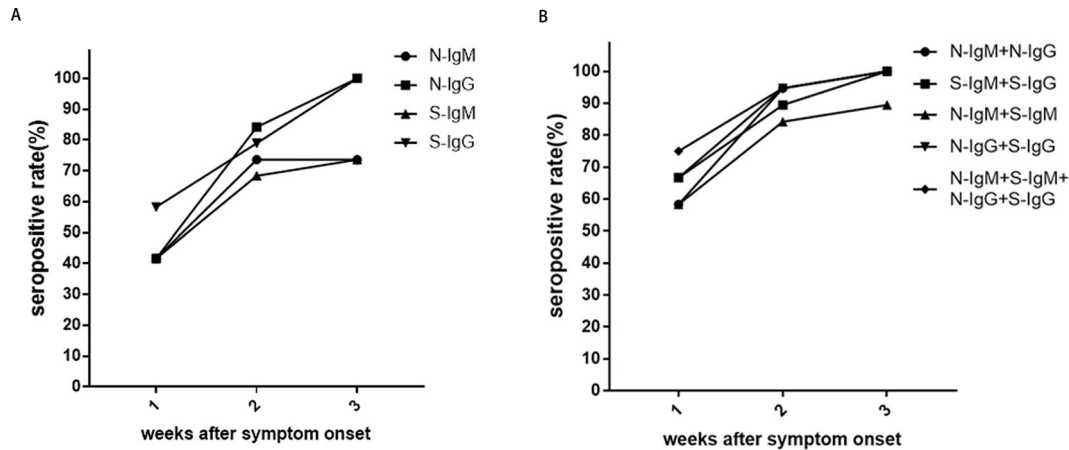 A
seropositive rate(%)
100
90
80
70
60
50
40
30
20
10
0
1
2
3
weeks after symptom onset
N-IgM
N-IgG
S-IgM
S-IgG
B
seropositive rate(%)
100
90
80
70
60
50
40
30
20
10
0
1
2
3
weeks after symptom onset
N-IgM+N-IgG
S-IgM+S-IgG
N-IgM+S-IgM
N-IgG+S-IgG
N-IgM+S-IgM+
N-IgG+S-IgG